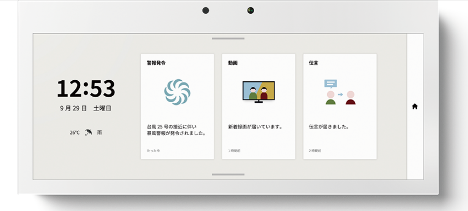 12:53
9月29日 土曜日
26℃ 雨
警報発令
台風25号の接近に伴い
暴風警報が発令されました。
動画
新着録画が届いています。
伝言
伝言が届きました。